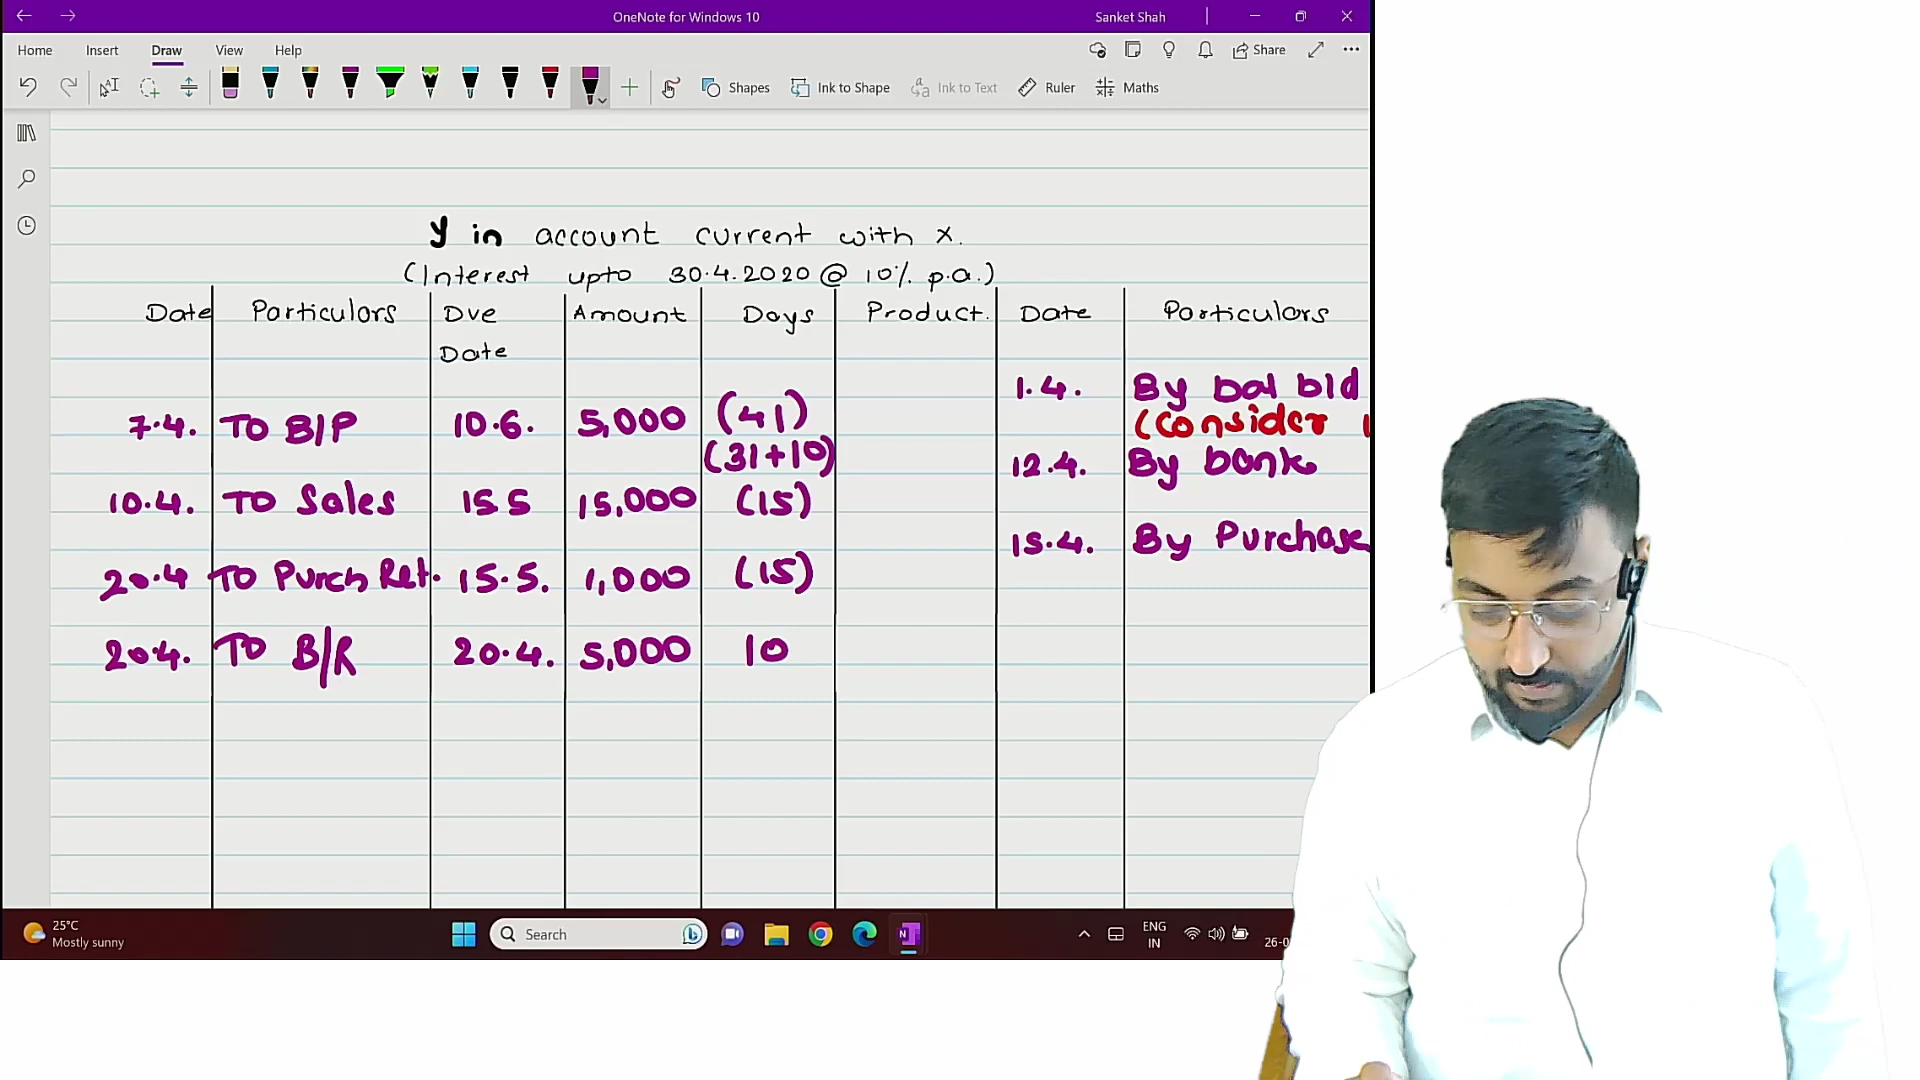 OneNote for Windows 10
Sanket Shah
Home Insert Draw View Help
Share
Shapes Ink to Shape Ink to Text Ruler Maths
y in account current with x.
(Interest upto 30.4.2020 @ 10% p.a.)
Date Particulars Due Date Amount Days Product. Date Particulars
1.4. By bal b/d
(Consider
7.4. To B/P 10.6. 5,000 (41)
(31+10)
12.4. By bank
10.4. To Sales 15.5 15,000 (15)
15.4. By Purchase
20.4 To Purch Ret. 15.5. 1,000 (15)
20.4. To B/R 20.4. 5,000 10
25°C
Mostly sunny
Search
ENG
IN